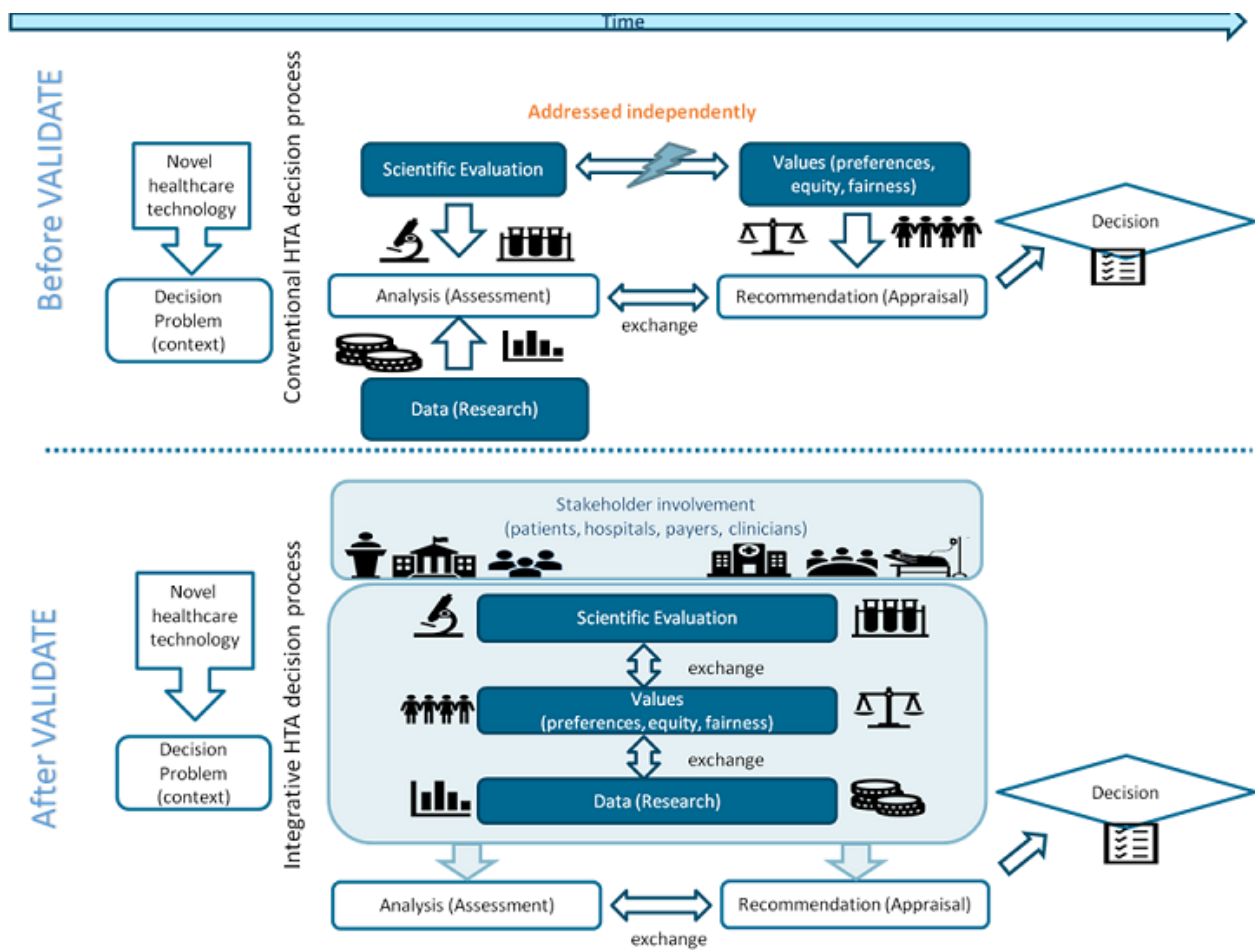 Time
Before VALIDATE
Novel
healthcare
technology
Decision
Problem
(context)
Conventional HTA decision process
Addressed independently
Scientific Evaluation
Values (preferences,
equity, fairness)
Analysis (Assessment)
exchange
Recommendation (Appraisal)
Decision
Data (Research)
After VALIDATE
Novel
healthcare
technology
Decision
Problem
(context)
Integrative HTA decision process
Stakeholder involvement
(patients, hospitals, payers, clinicians)
Scientific Evaluation
exchange
Values
(preferences, equity, fairness)
exchange
Data (Research)
Decision
Analysis (Assessment)
exchange
Recommendation (Appraisal)